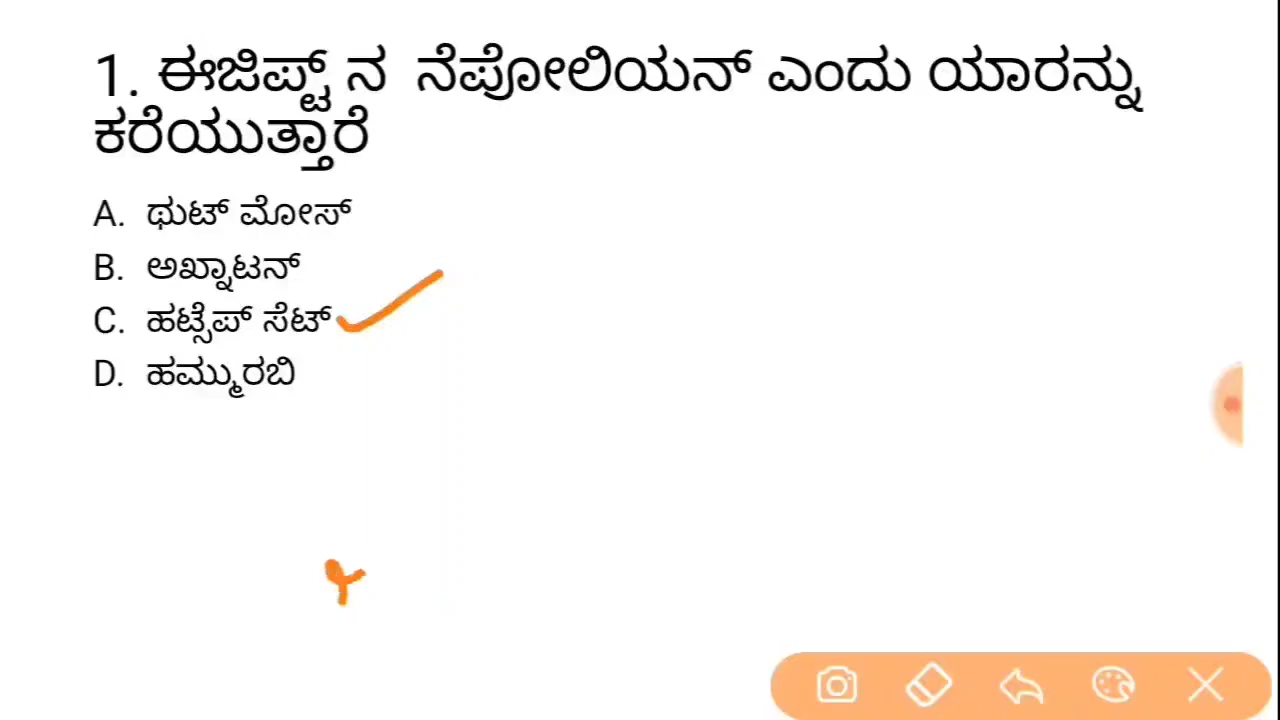 1. ಈಜಿಪ್ಟ್ ನ ನೆಪೋಲಿಯನ್ ಎಂದು ಯಾರನ್ನು
ಕರೆಯುತ್ತಾರೆ
A. ಥುಟ್ ಮೋಸ್
B. ಅಖ್ನಾಟನ್
C. ಹಟ್ಸೆಪ್ ಸೆಟ್
D. ಹಮ್ಮುರಬಿ